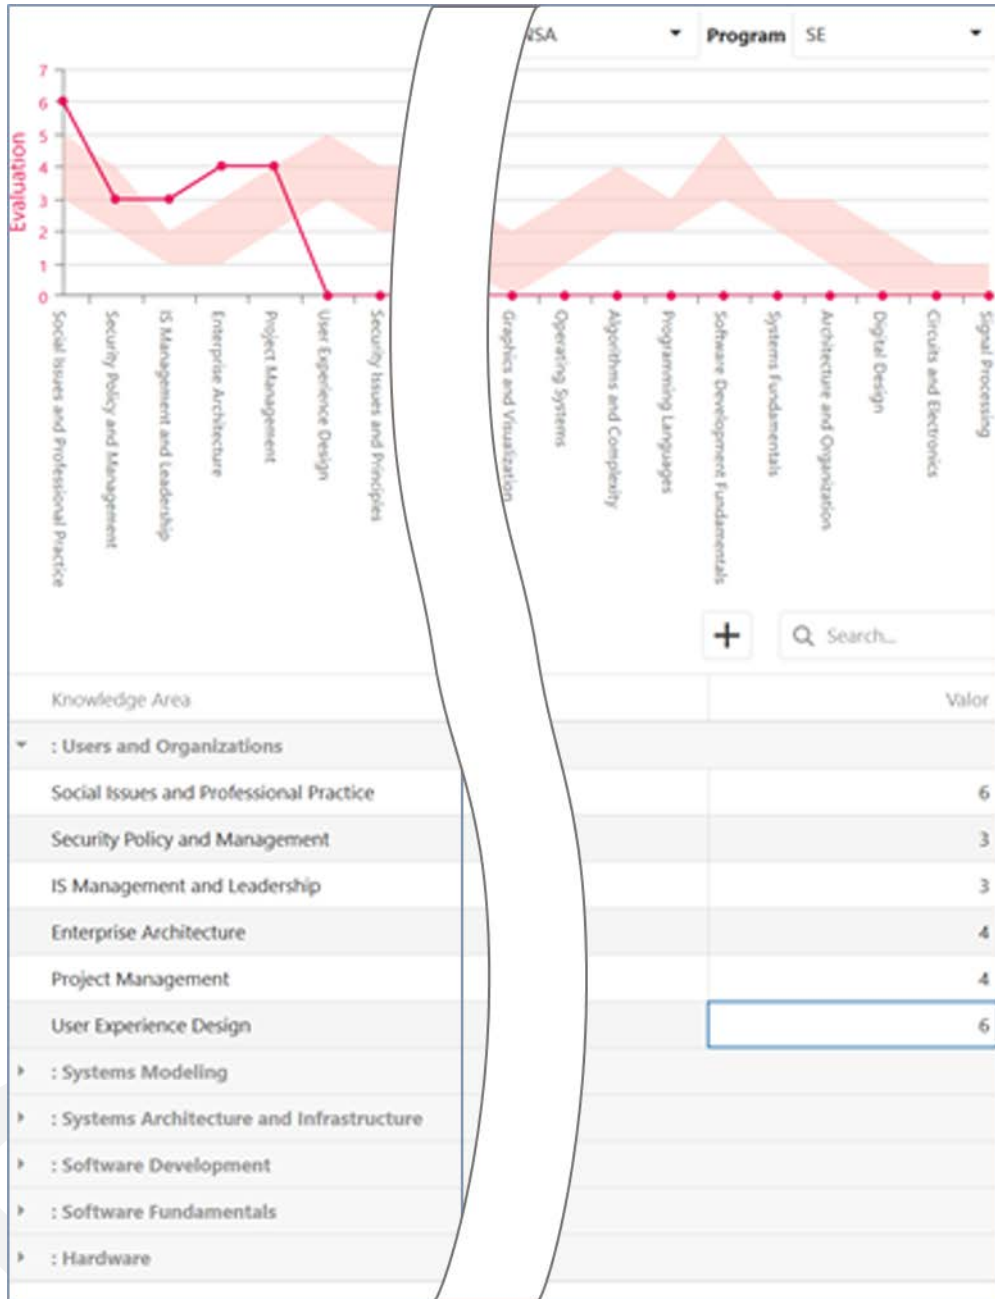 NSA Program SE
Evaluation
7
6
5
4
3
2
1
0
Social Issues and Professional Practice
Security Policy and Management
IS Management and Leadership
Enterprise Architecture
Project Management
User Experience Design
Security Issues and Principles
Graphics and Visualization
Operating Systems
Algorithms and Complexity
Programming Languages
Software Development Fundamentals
Systems Fundamentals
Architecture and Organization
Digital Design
Circuits and Electronics
Signal Processing
+ Search...
Knowledge Area Valor
: Users and Organizations
Social Issues and Professional Practice 6
Security Policy and Management 3
IS Management and Leadership 3
Enterprise Architecture 4
Project Management 4
User Experience Design 6
: Systems Modeling
: Systems Architecture and Infrastructure
: Software Development
: Software Fundamentals
: Hardware